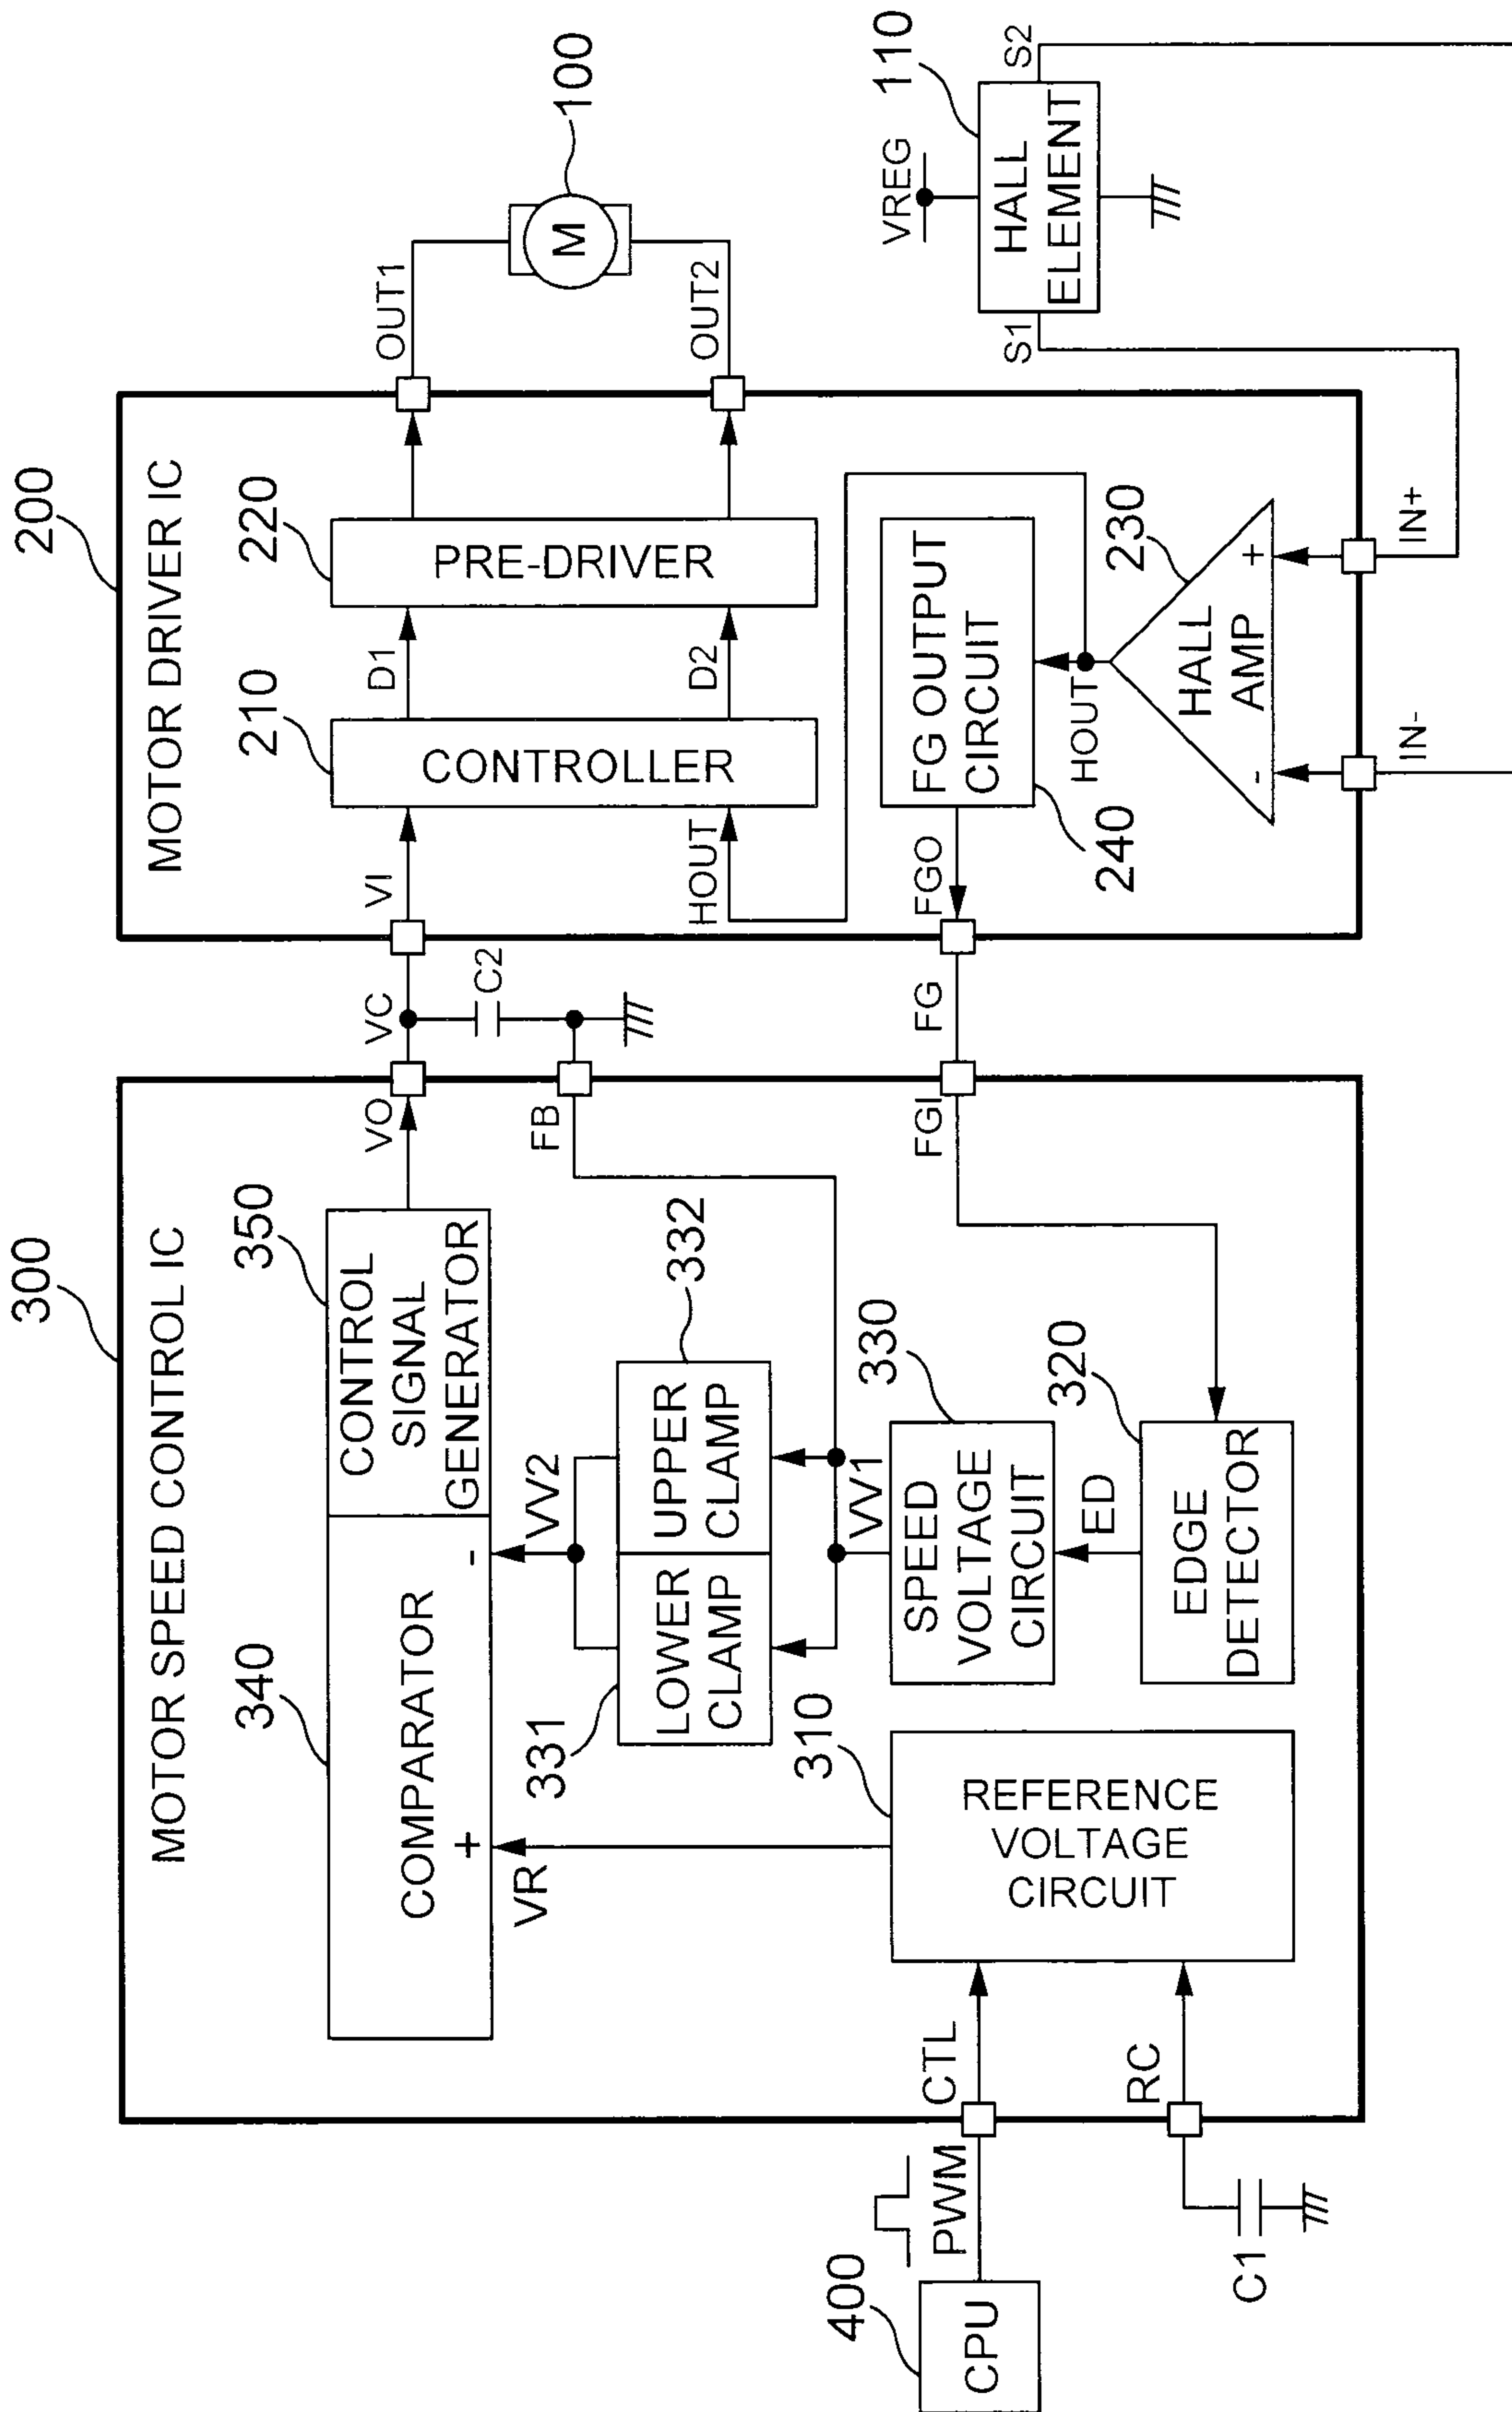 300
MOTOR SPEED CONTROL IC
340
COMPARATOR
+
-
350
CONTROL
SIGNAL
GENERATOR
VR
VV2
331
LOWER
CLAMP
332
UPPER
CLAMP
VV1
310
REFERENCE
VOLTAGE
CIRCUIT
330
SPEED
VOLTAGE
CIRCUIT
ED
320
EDGE
DETECTOR
400
CPU
PWM
CTL
RC
C1
VO
FB
FGI
VC
C2
FG
200
MOTOR DRIVER IC
VI
210
CONTROLLER
D1
D2
HOUT
220
PRE-DRIVER
FGO
240
FG OUTPUT
CIRCUIT
HOUT
230
HALL
AMP
-
+
IN-
IN+
OUT1
OUT2
M
100
VREG
110
HALL
ELEMENT
S1
S2